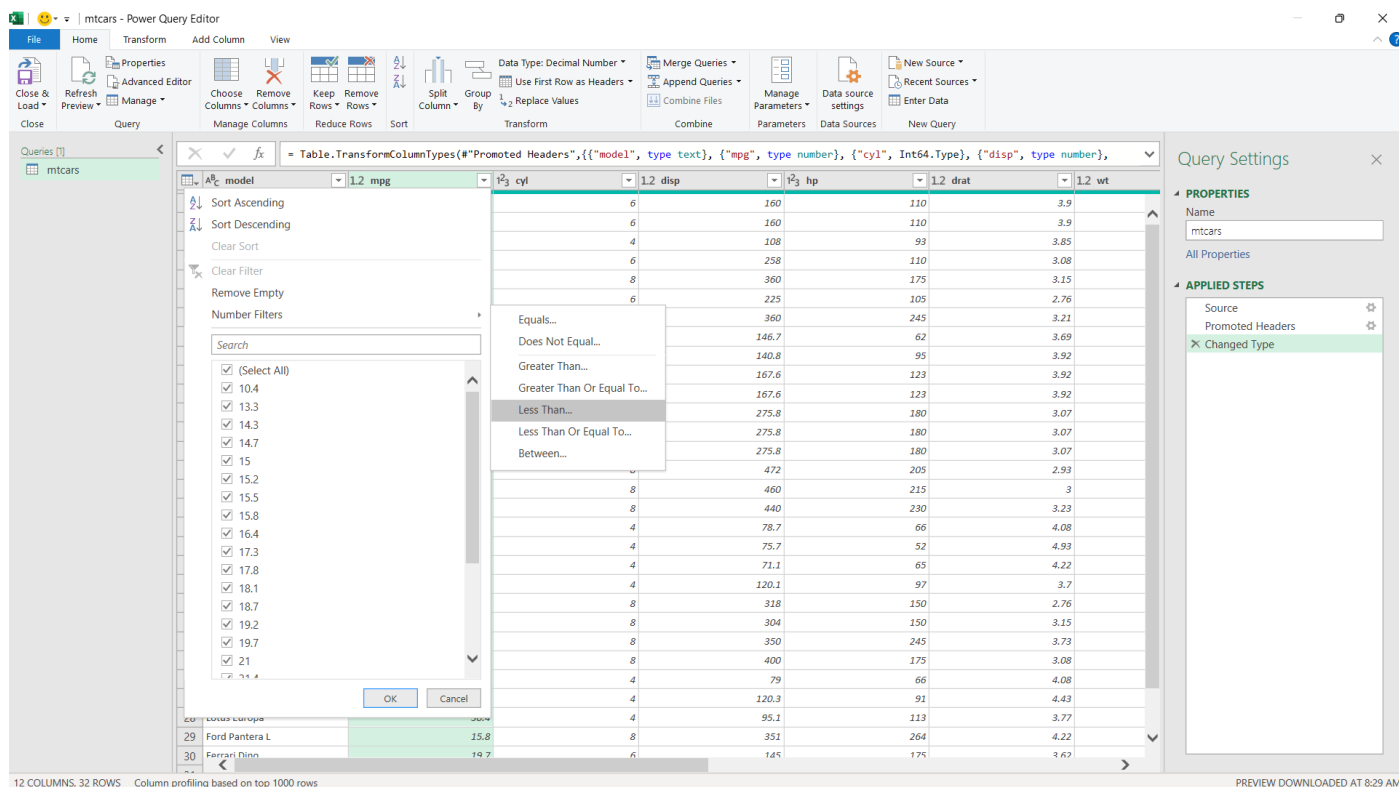 mtcars - Power Query Editor
File Home Transform Add Column View
Close & Load
Refresh Preview
Properties
Advanced Editor
Manage
Choose Columns
Remove Columns
Keep Rows
Remove Rows
Split Column
Group By
Data Type: Decimal Number
Use First Row as Headers
1 2 Replace Values
Merge Queries
Append Queries
Combine Files
Manage Parameters
Data source settings
New Source
Recent Sources
Enter Data
Close Query Manage Columns Reduce Rows Sort Transform Combine Parameters Data Sources New Query
Queries [1]
mtcars
fx = Table.TransformColumnTypes(#"Promoted Headers",{{"model", type text}, {"mpg", type number}, {"cyl", Int64.Type}, {"disp", type number},
ABC model 1.2 mpg 123 cyl 1.2 disp 123 hp 1.2 drat 1.2 wt
Sort Ascending
Sort Descending
Clear Sort
Clear Filter
Remove Empty
Number Filters
Search
(Select All)
10.4
13.3
14.3
14.7
15
15.2
15.5
15.8
16.4
17.3
17.8
18.1
18.7
19.2
19.7
21
21.4
OK Cancel
Equals...
Does Not Equal...
Greater Than...
Greater Than Or Equal To...
Less Than...
Less Than Or Equal To...
Between...
6 160 110 3.9
6 160 110 3.9
4 108 93 3.85
6 258 110 3.08
8 360 175 3.15
6 225 105 2.76
360 245 3.21
146.7 62 3.69
140.8 95 3.92
167.6 123 3.92
167.6 123 3.92
275.8 180 3.07
275.8 180 3.07
275.8 180 3.07
472 205 2.93
8 460 215 3
8 440 230 3.23
4 78.7 66 4.08
4 75.7 52 4.93
4 71.1 65 4.22
4 120.1 97 3.7
8 318 150 2.76
8 304 150 3.15
8 350 245 3.73
8 400 175 3.08
4 79 66 4.08
4 120.3 91 4.43
28 Lotus Europa 30.4 4 95.1 113 3.77
29 Ford Pantera L 15.8 8 351 264 4.22
30 Ferrari Dino 19.7 6 145 175 3.62
Query Settings
PROPERTIES
Name
mtcars
All Properties
APPLIED STEPS
Source
Promoted Headers
Changed Type
12 COLUMNS, 32 ROWS Column profiling based on top 1000 rows
PREVIEW DOWNLOADED AT 8:29 AM